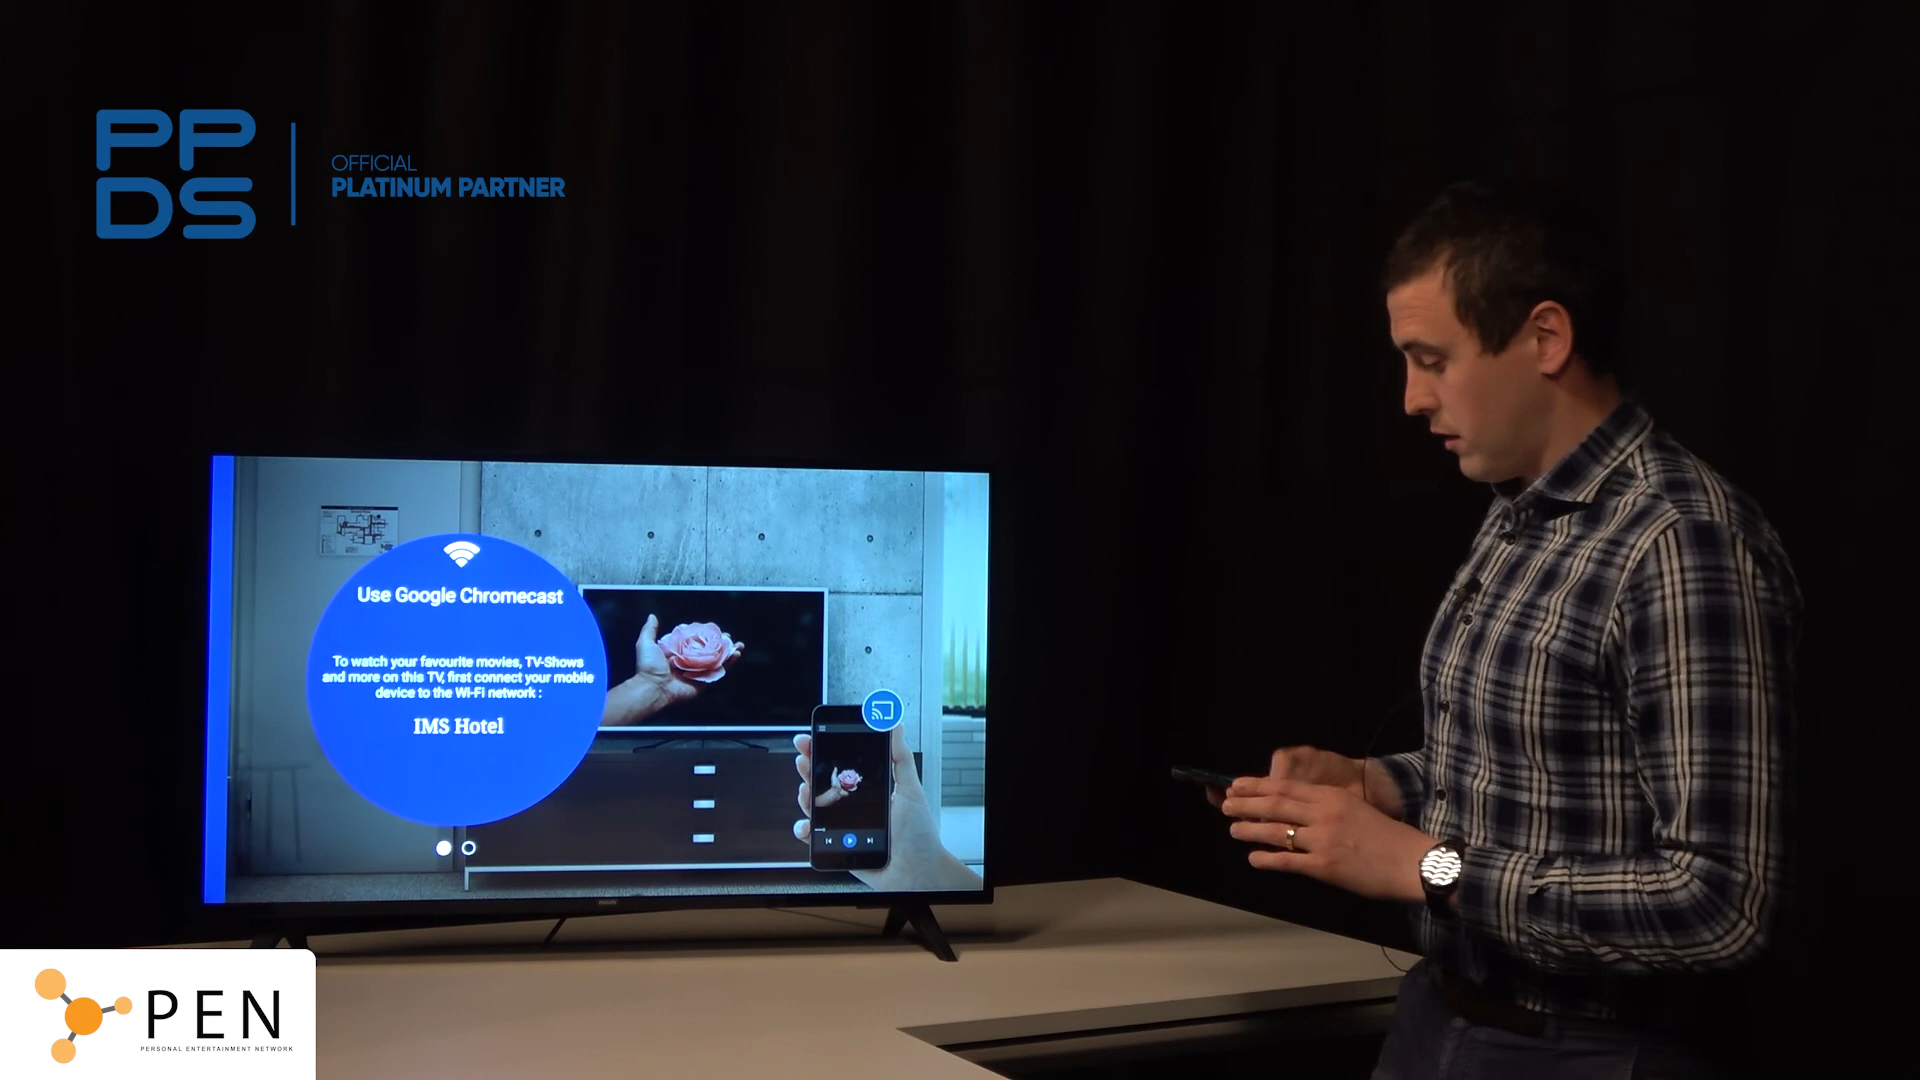 PP
DS
OFFICIAL
PLATINUM PARTNER
Use Google Chromecast
To watch your favourite movies, TV-Shows
and more on this TV, first connect your mobile
device to the Wi-Fi network :
IMS Hotel
PHILIPS
PEN
PERSONAL ENTERTAINMENT NETWORK